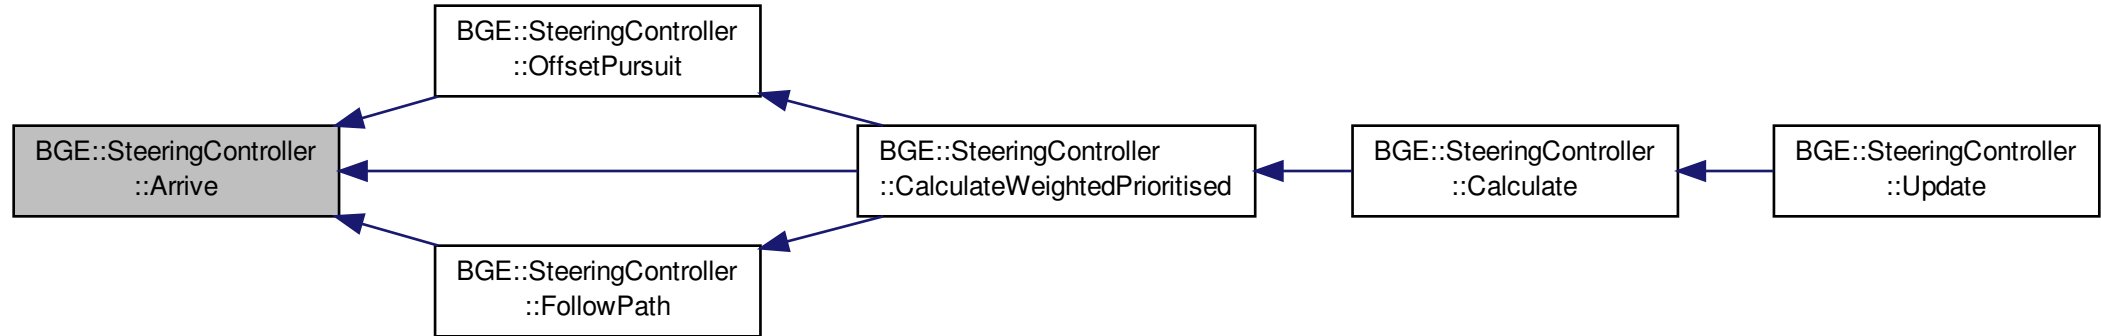 BGE::SteeringController
::OffsetPursuit
BGE::SteeringController
::Arrive
BGE::SteeringController
::CalculateWeightedPrioritised
BGE::SteeringController
::Calculate
BGE::SteeringController
::Update
BGE::SteeringController
::FollowPath